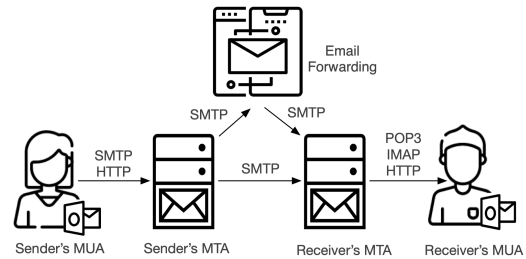 Email
Forwarding
SMTP
SMTP
SMTP
HTTP
SMTP
POP3
IMAP
HTTP
Sender's MUA
Sender's MTA
Receiver's MTA
Receiver's MUA